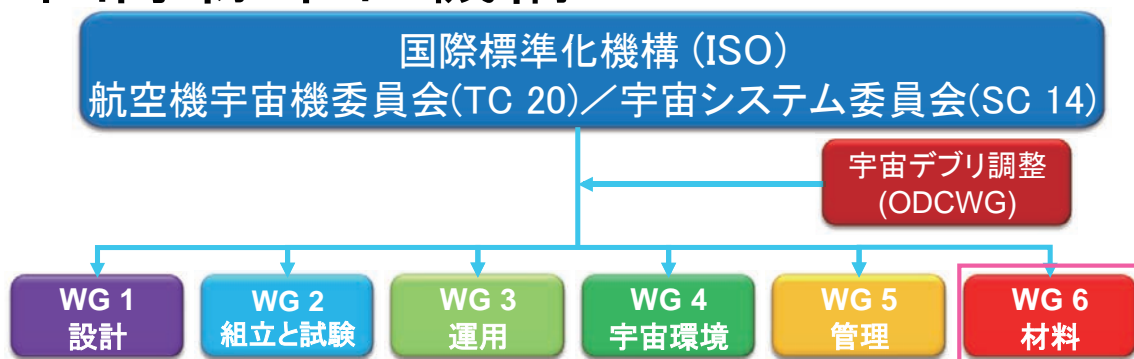 国際標準化機構 (ISO)
航空機宇宙機委員会(TC 20)／宇宙システム委員会(SC 14)
宇宙デブリ調整
(ODCWG)
WG 1
設計
WG 2
組立と試験
WG 3
運用
WG 4
宇宙環境
WG 5
管理
WG 6
材料